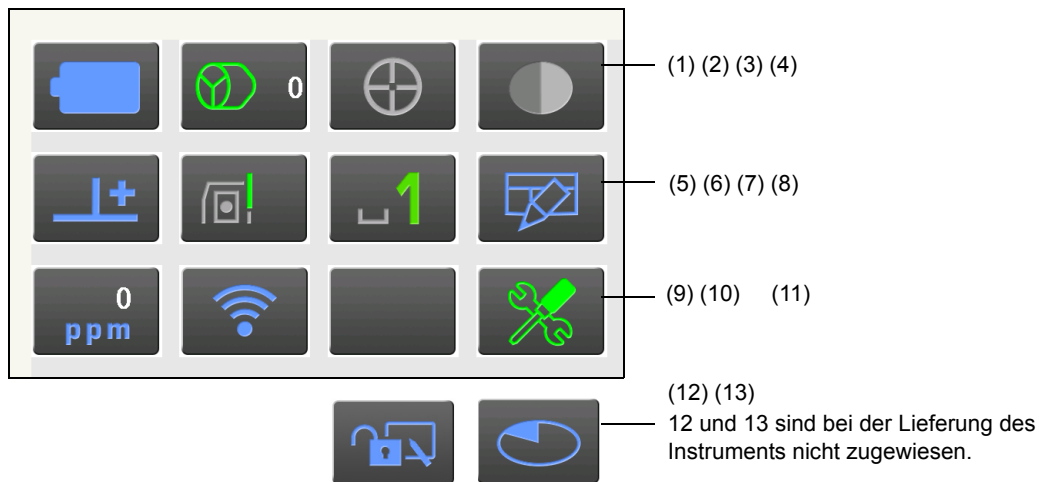 0
(1) (2) (3) (4)
1
(5) (6) (7) (8)
0
ppm
(9) (10) (11)
(12) (13)
12 und 13 sind bei der Lieferung des
Instruments nicht zugewiesen.